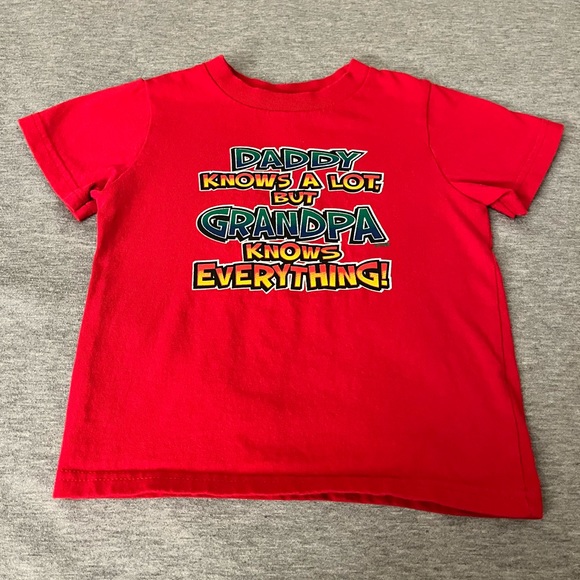 DADDY
KNOWS A LOT,
BUT
GRANDPA
KNOWS
EVERYTHING!